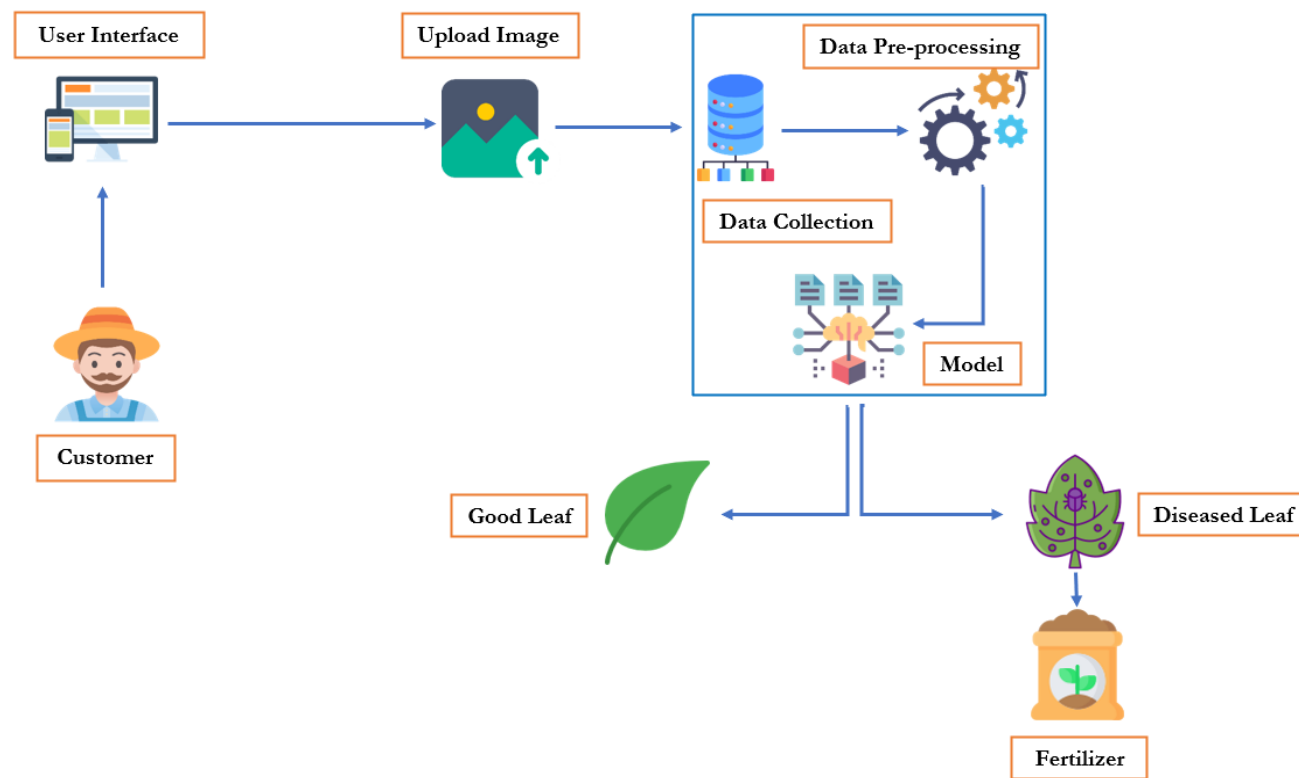 User Interface
Upload Image
Data Pre-processing
Data Collection
Model
Customer
Good Leaf
Diseased Leaf
Fertilizer